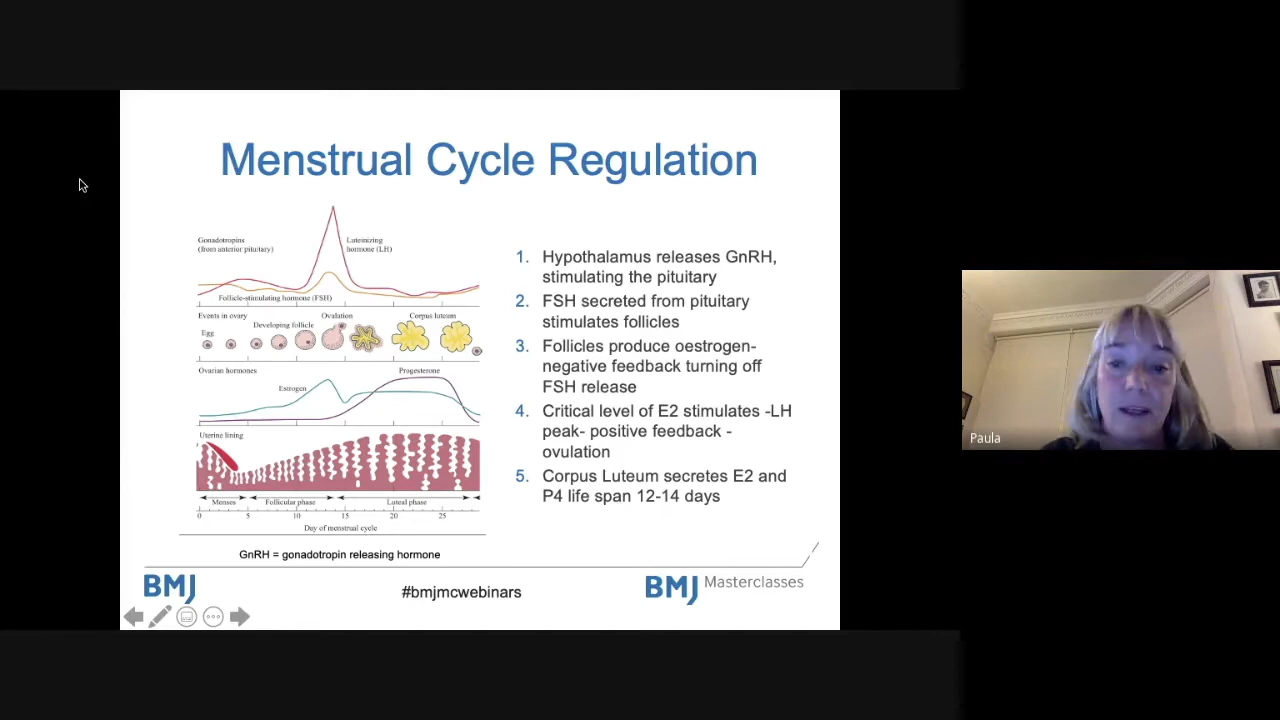 Menstrual Cycle Regulation
Gonadotropins
(from anterior pituitary)
Luteinizing
hormone (LH)
Follicle-stimulating hormone (FSH)
Events in ovary
Ovulation
Corpus luteum
Developing follicle
Egg
Ovarian hormones
Progesterone
Estrogen
Uterine lining
Menses
Follicular phase
Luteal phase
0 5 10 15 20 25
Day of menstrual cycle
GnRH = gonadotropin releasing hormone
1. Hypothalamus releases GnRH,
stimulating the pituitary
2. FSH secreted from pituitary
stimulates follicles
3. Follicles produce oestrogen-
negative feedback turning off
FSH release
4. Critical level of E2 stimulates -LH
peak- positive feedback -
ovulation
5. Corpus Luteum secretes E2 and
P4 life span 12-14 days
BMJ
#bmjmcwebinars
BMJ Masterclasses
Paula